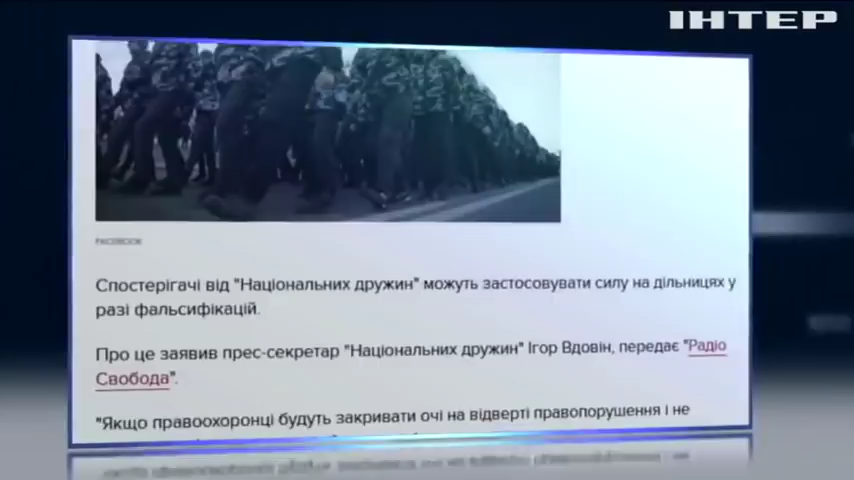 ІНТЕР
FACEBOOK
Спостерігачі від "Національних дружин" можуть застосовувати силу на дільницях у
разі фальсифікацій.
Про це заявив прес-секретар "Національних дружин" Ігор Вдовін, передає "Радіо
Свобода".
"Якщо правоохоронці будуть закривати очі на відверті правопорушення і не